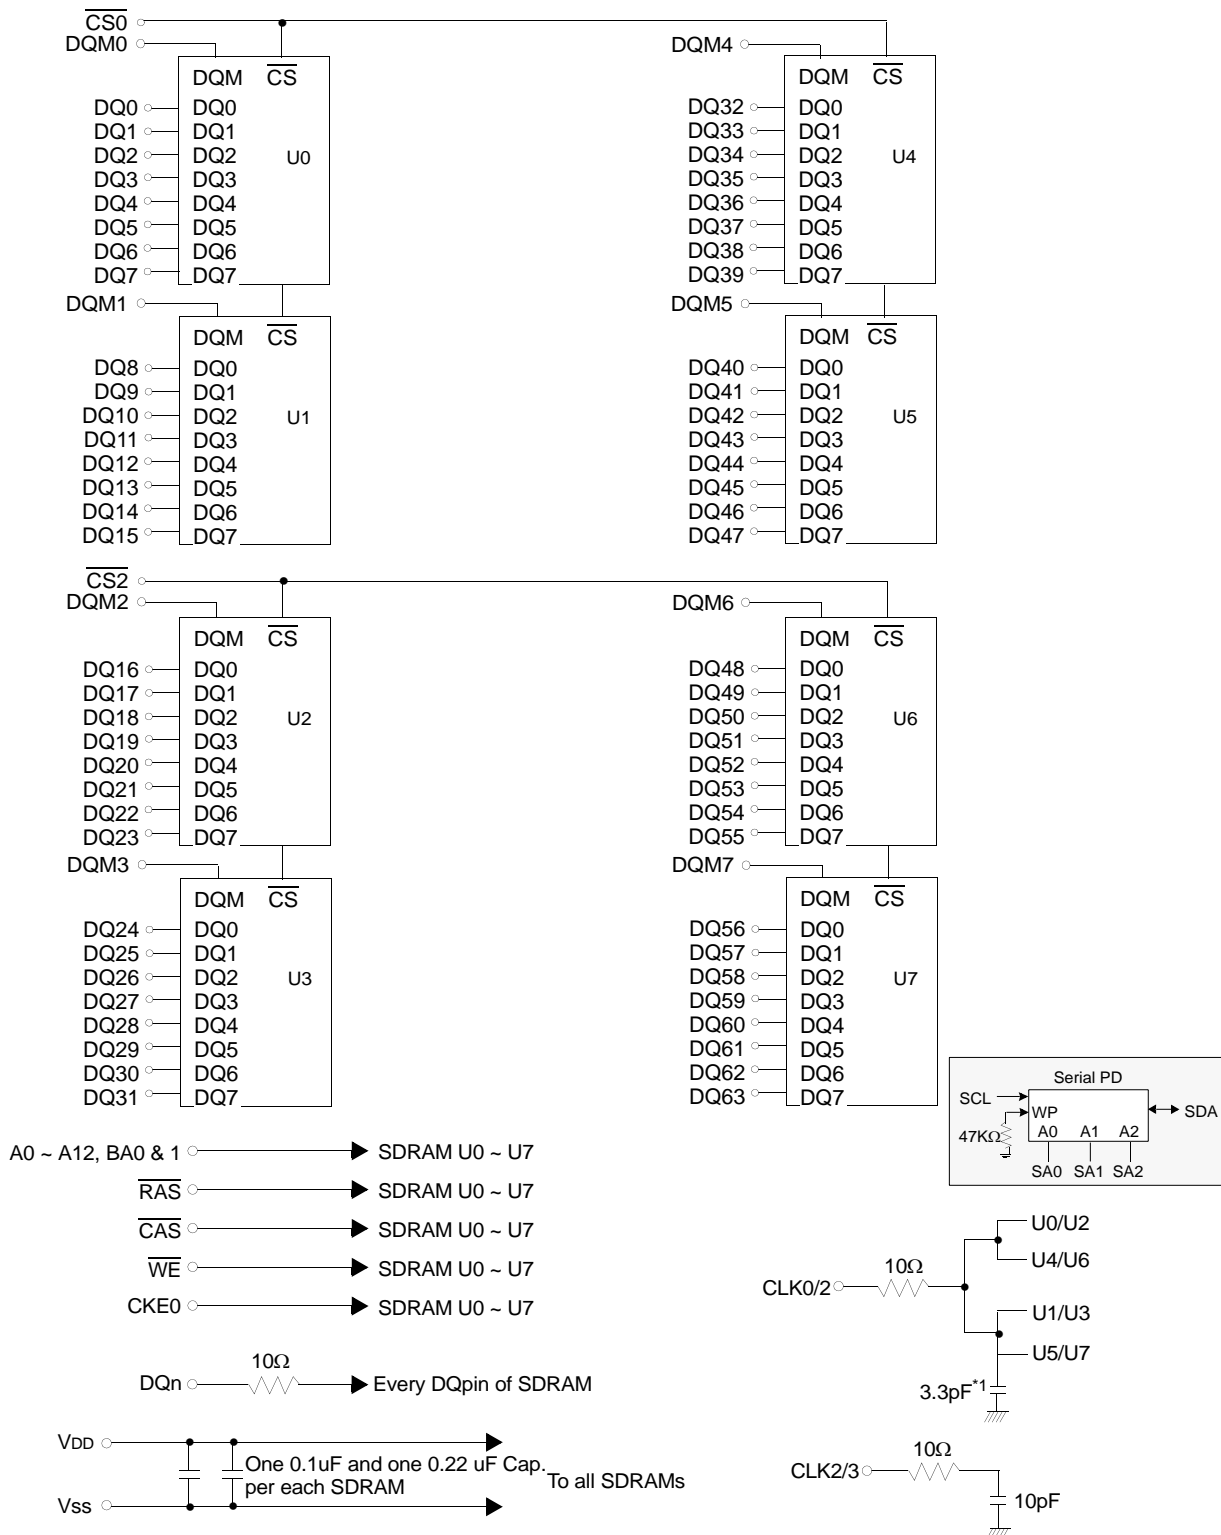 CS0
DQM0
DQM CS
DQ0 DQ0
DQ1 DQ1
DQ2 DQ2 U0
DQ3 DQ3
DQ4 DQ4
DQ5 DQ5
DQ6 DQ6
DQ7 DQ7
DQM1
DQM CS
DQ8 DQ0
DQ9 DQ1
DQ10 DQ2 U1
DQ11 DQ3
DQ12 DQ4
DQ13 DQ5
DQ14 DQ6
DQ15 DQ7
DQM4
DQM CS
DQ32 DQ0
DQ33 DQ1
DQ34 DQ2 U4
DQ35 DQ3
DQ36 DQ4
DQ37 DQ5
DQ38 DQ6
DQ39 DQ7
DQM5
DQM CS
DQ40 DQ0
DQ41 DQ1
DQ42 DQ2 U5
DQ43 DQ3
DQ44 DQ4
DQ45 DQ5
DQ46 DQ6
DQ47 DQ7
CS2
DQM2
DQM CS
DQ16 DQ0
DQ17 DQ1
DQ18 DQ2 U2
DQ19 DQ3
DQ20 DQ4
DQ21 DQ5
DQ22 DQ6
DQ23 DQ7
DQM3
DQM CS
DQ24 DQ0
DQ25 DQ1
DQ26 DQ2 U3
DQ27 DQ3
DQ28 DQ4
DQ29 DQ5
DQ30 DQ6
DQ31 DQ7
DQM6
DQM CS
DQ48 DQ0
DQ49 DQ1
DQ50 DQ2 U6
DQ51 DQ3
DQ52 DQ4
DQ53 DQ5
DQ54 DQ6
DQ55 DQ7
DQM7
DQM CS
DQ56 DQ0
DQ57 DQ1
DQ58 DQ2 U7
DQ59 DQ3
DQ60 DQ4
DQ61 DQ5
DQ62 DQ6
DQ63 DQ7
Serial PD
SCL
WP
SDA
47KΩ
A0 A1 A2
SA0 SA1 SA2
A0 ~ A12, BA0 & 1 SDRAM U0 ~ U7
RAS SDRAM U0 ~ U7
CAS SDRAM U0 ~ U7
WE SDRAM U0 ~ U7
CKE0 SDRAM U0 ~ U7
10Ω
DQn Every DQpin of SDRAM
VDD
One 0.1uF and one 0.22 uF Cap.
per each SDRAM
To all SDRAMs
Vss
U0/U2
U4/U6
10Ω
CLK0/2
U1/U3
U5/U7
3.3pF*1
10Ω
CLK2/3
10pF